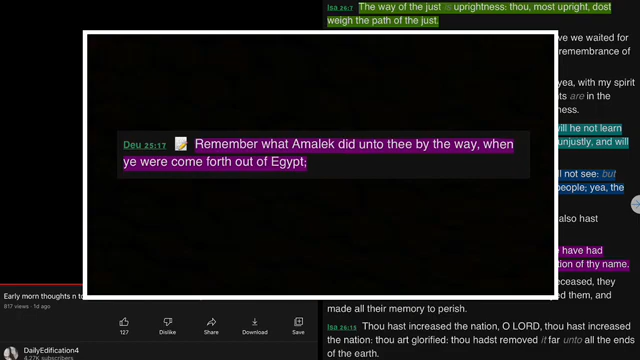 Isa 26:7 The way of the just is uprightness: thou, most upright, dost
weigh the path of the just.
ve we waited for
remembrance of
yea, with my spirit
ts are in the
ness.
vill he not learn
unjustly, and will
ll not see: but
people; yea, the
also hast
y have had
tion of thy name.
eceased, they
ed them, and
made all their memory to perish.
Isa 26:15 Thou hast increased the nation, O LORD, thou hast increased
the nation: thou art glorified: thou hadst removed it far unto all the ends
of the earth.
Deu 25:17 Remember what Amalek did unto thee by the way, when
ye were come forth out of Egypt;
Early morn thoughts n to
817 views · 1d ago
127 Dislike Share Download Save
DailyEdification4
4.27K subscribers